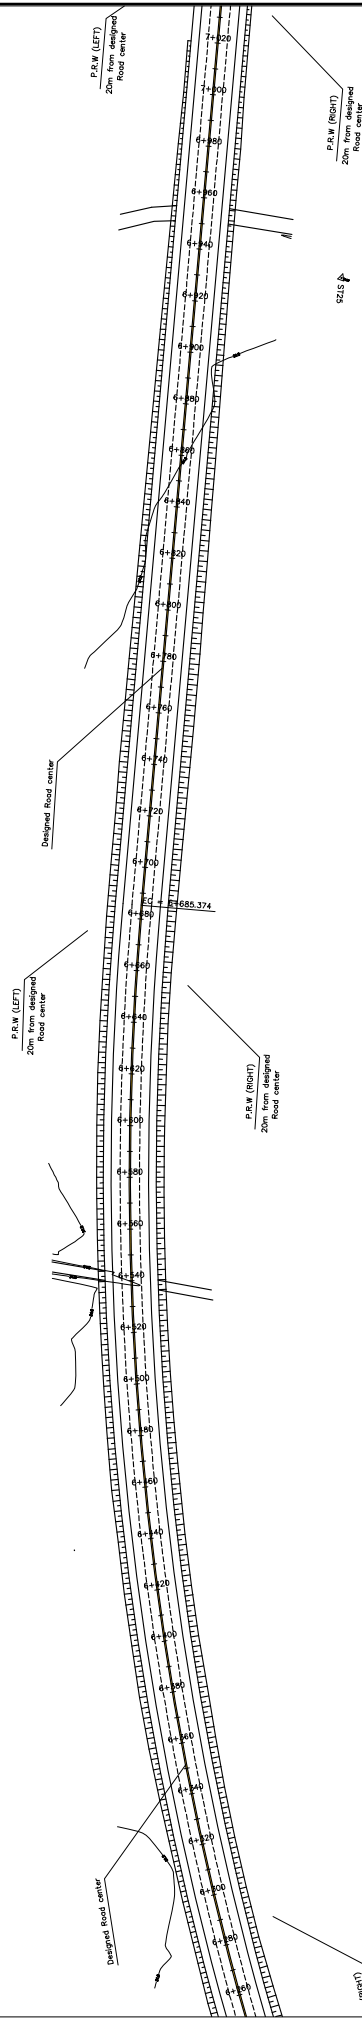 P.R.W (LEFT)
20m from designed
Road center
7+020
P.R.W (RIGHT)
20m from designed
Road center
7+000
6+980
6+960
6+940
ST25
6+920
6+900
6+880
6+860
6+840
6+820
6+800
6+780
6+760
6+740
Designed Road center
6+720
6+700
EC = 6+685.374
6+680
6+660
P.R.W (LEFT)
20m from designed
Road center
6+640
6+620
P.R.W (RIGHT)
20m from designed
Road center
6+600
6+580
6+560
6+540
6+520
6+500
6+480
6+460
6+440
6+420
6+400
6+380
6+360
6+340
6+320
Designed Road center
6+300
6+280
6+260
(RIGHT)